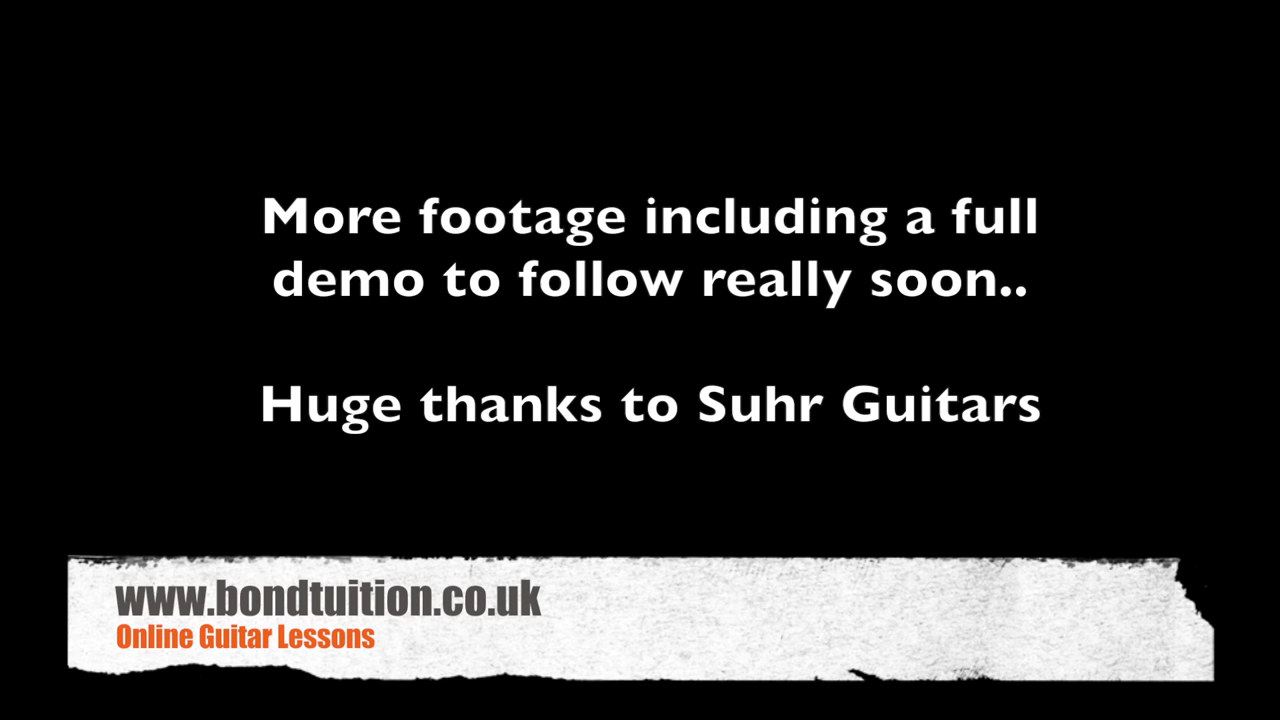 More footage including a full
demo to follow really soon..
Huge thanks to Suhr Guitars
www.bondtuition.co.uk
Online Guitar Lessons